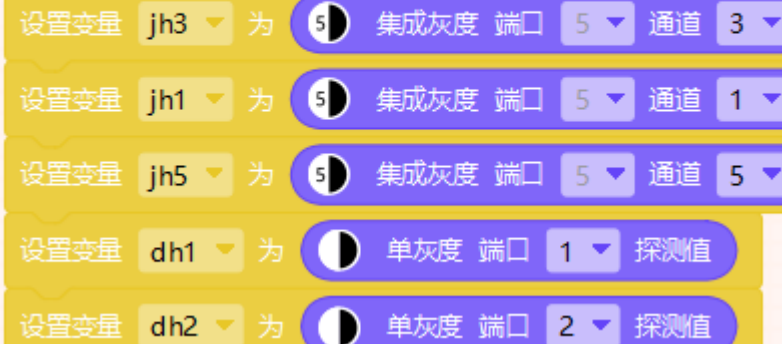 设置变量 jh3 为 5 集成灰度 端口 5 通道 3
设置变量 jh1 为 5 集成灰度 端口 5 通道 1
设置变量 jh5 为 5 集成灰度 端口 5 通道 5
设置变量 dh1 为 单灰度 端口 1 探测值
设置变量 dh2 为 单灰度 端口 2 探测值